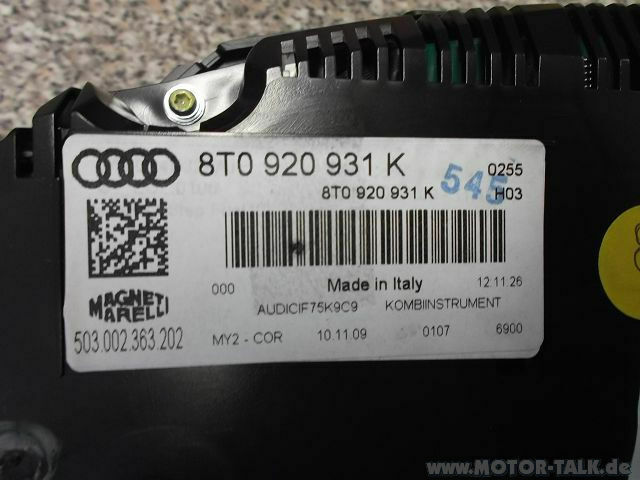 8T0 920 931 K 0255
8T0 920 931 K 545 H03
000 Made in Italy 12:11:26
AUDICIF75K9C9 KOMBIINSTRUMENT
MAGNETI
MARELLI
503.002.363.202 MY2 - COR 10.11.09 0107 6900
www.MOTOR-TALK.de